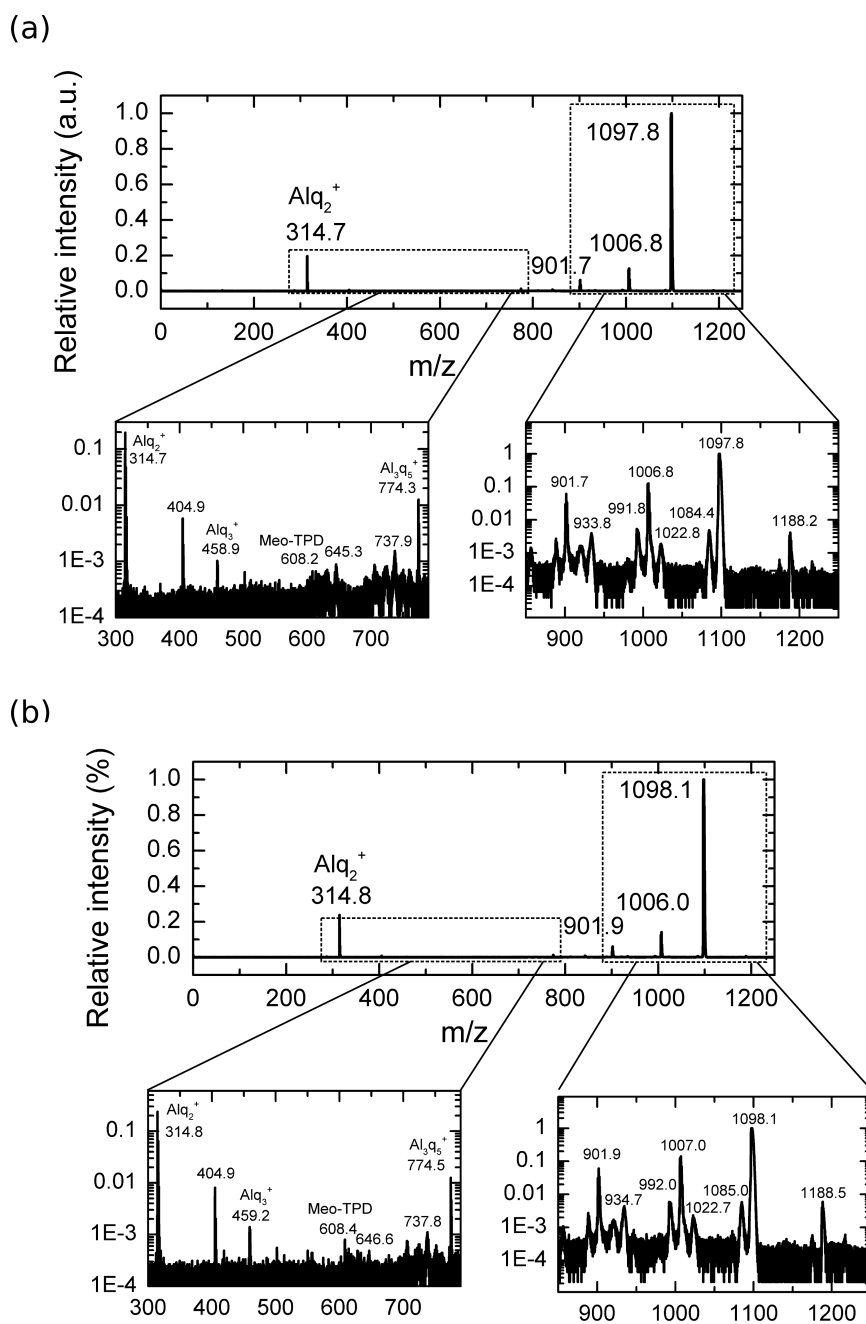 (a)
Relative intensity (a.u.)
1.0
0.8
0.6
0.4
0.2
0.0
1097.8
Alq₂⁺
314.7
901.7
1006.8
0 200 400 600 800 1000 1200
m/z
0.1
0.01
1E-3
1E-4
Alq₂⁺
314.7
404.9
Alq₃⁺
458.9
Meo-TPD
608.2
645.3
737.9
Al₃q₅⁺
774.3
300 400 500 600 700
1
0.1
0.01
1E-3
1E-4
901.7
933.8
991.8
1006.8
1022.8
1084.4
1097.8
1188.2
900 1000 1100 1200
(b)
Relative intensity (%)
1.0
0.8
0.6
0.4
0.2
0.0
1098.1
Alq₂⁺
314.8
901.9
1006.0
0 200 400 600 800 1000 1200
m/z
0.1
0.01
1E-3
1E-4
Alq₂⁺
314.8
404.9
Alq₃⁺
459.2
Meo-TPD
608.4
646.6
737.8
Al₃q₅⁺
774.5
300 400 500 600 700
1
0.1
0.01
1E-3
1E-4
901.9
934.7
992.0
1007.0
1022.7
1085.0
1098.1
1188.5
900 1000 1100 1200